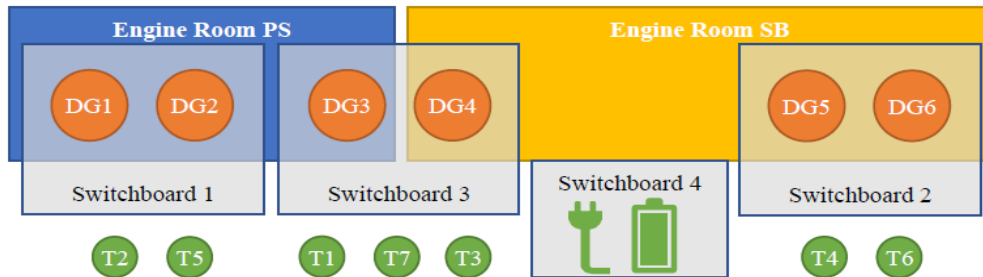 Engine Room PS Engine Room SB
DG1 DG2 DG3 DG4 DG5 DG6
Switchboard 1 Switchboard 3 Switchboard 4 Switchboard 2
T2 T5 T1 T7 T3 T4 T6